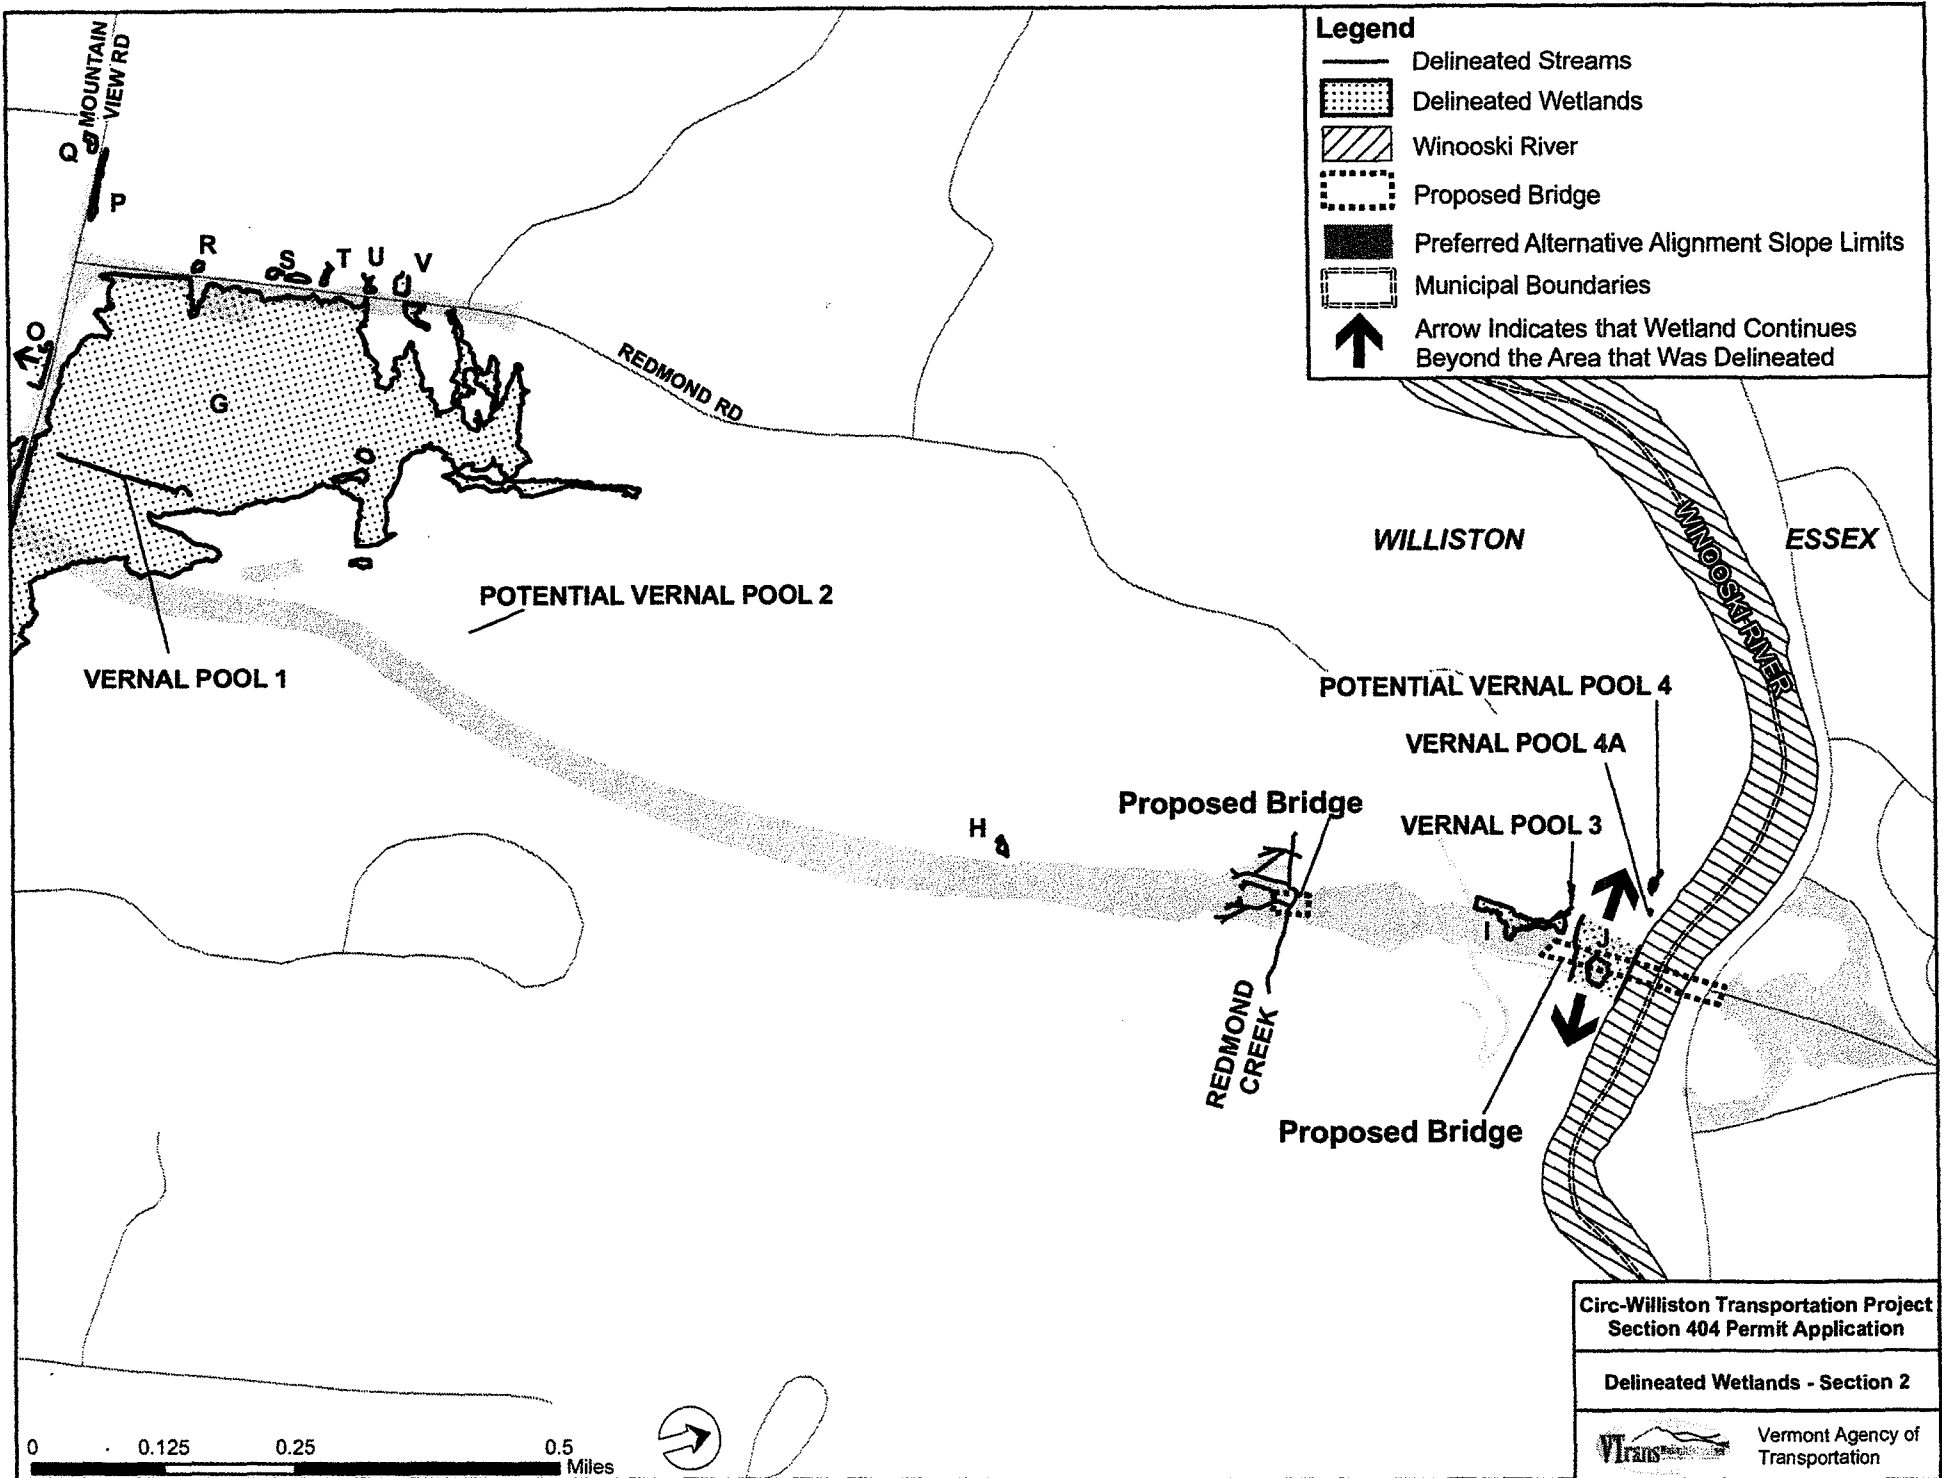 MOUNTAIN
VIEW RD
Q
P
R
S
T
U
V
O
G
REDMOND RD
Legend
Delineated Streams
Delineated Wetlands
Winooski River
Proposed Bridge
Preferred Alternative Alignment Slope Limits
Municipal Boundaries
Arrow Indicates that Wetland Continues
Beyond the Area that Was Delineated
WILLISTON
ESSEX
WINOOSKI RIVER
POTENTIAL VERNAL POOL 2
VERNAL POOL 1
POTENTIAL VERNAL POOL 4
VERNAL POOL 4A
Proposed Bridge
VERNAL POOL 3
H
I
J
REDMOND
CREEK
Proposed Bridge
Circ-Williston Transportation Project
Section 404 Permit Application
Delineated Wetlands - Section 2
VTrans
Vermont Agency of
Transportation
0 0.125 0.25 0.5
Miles